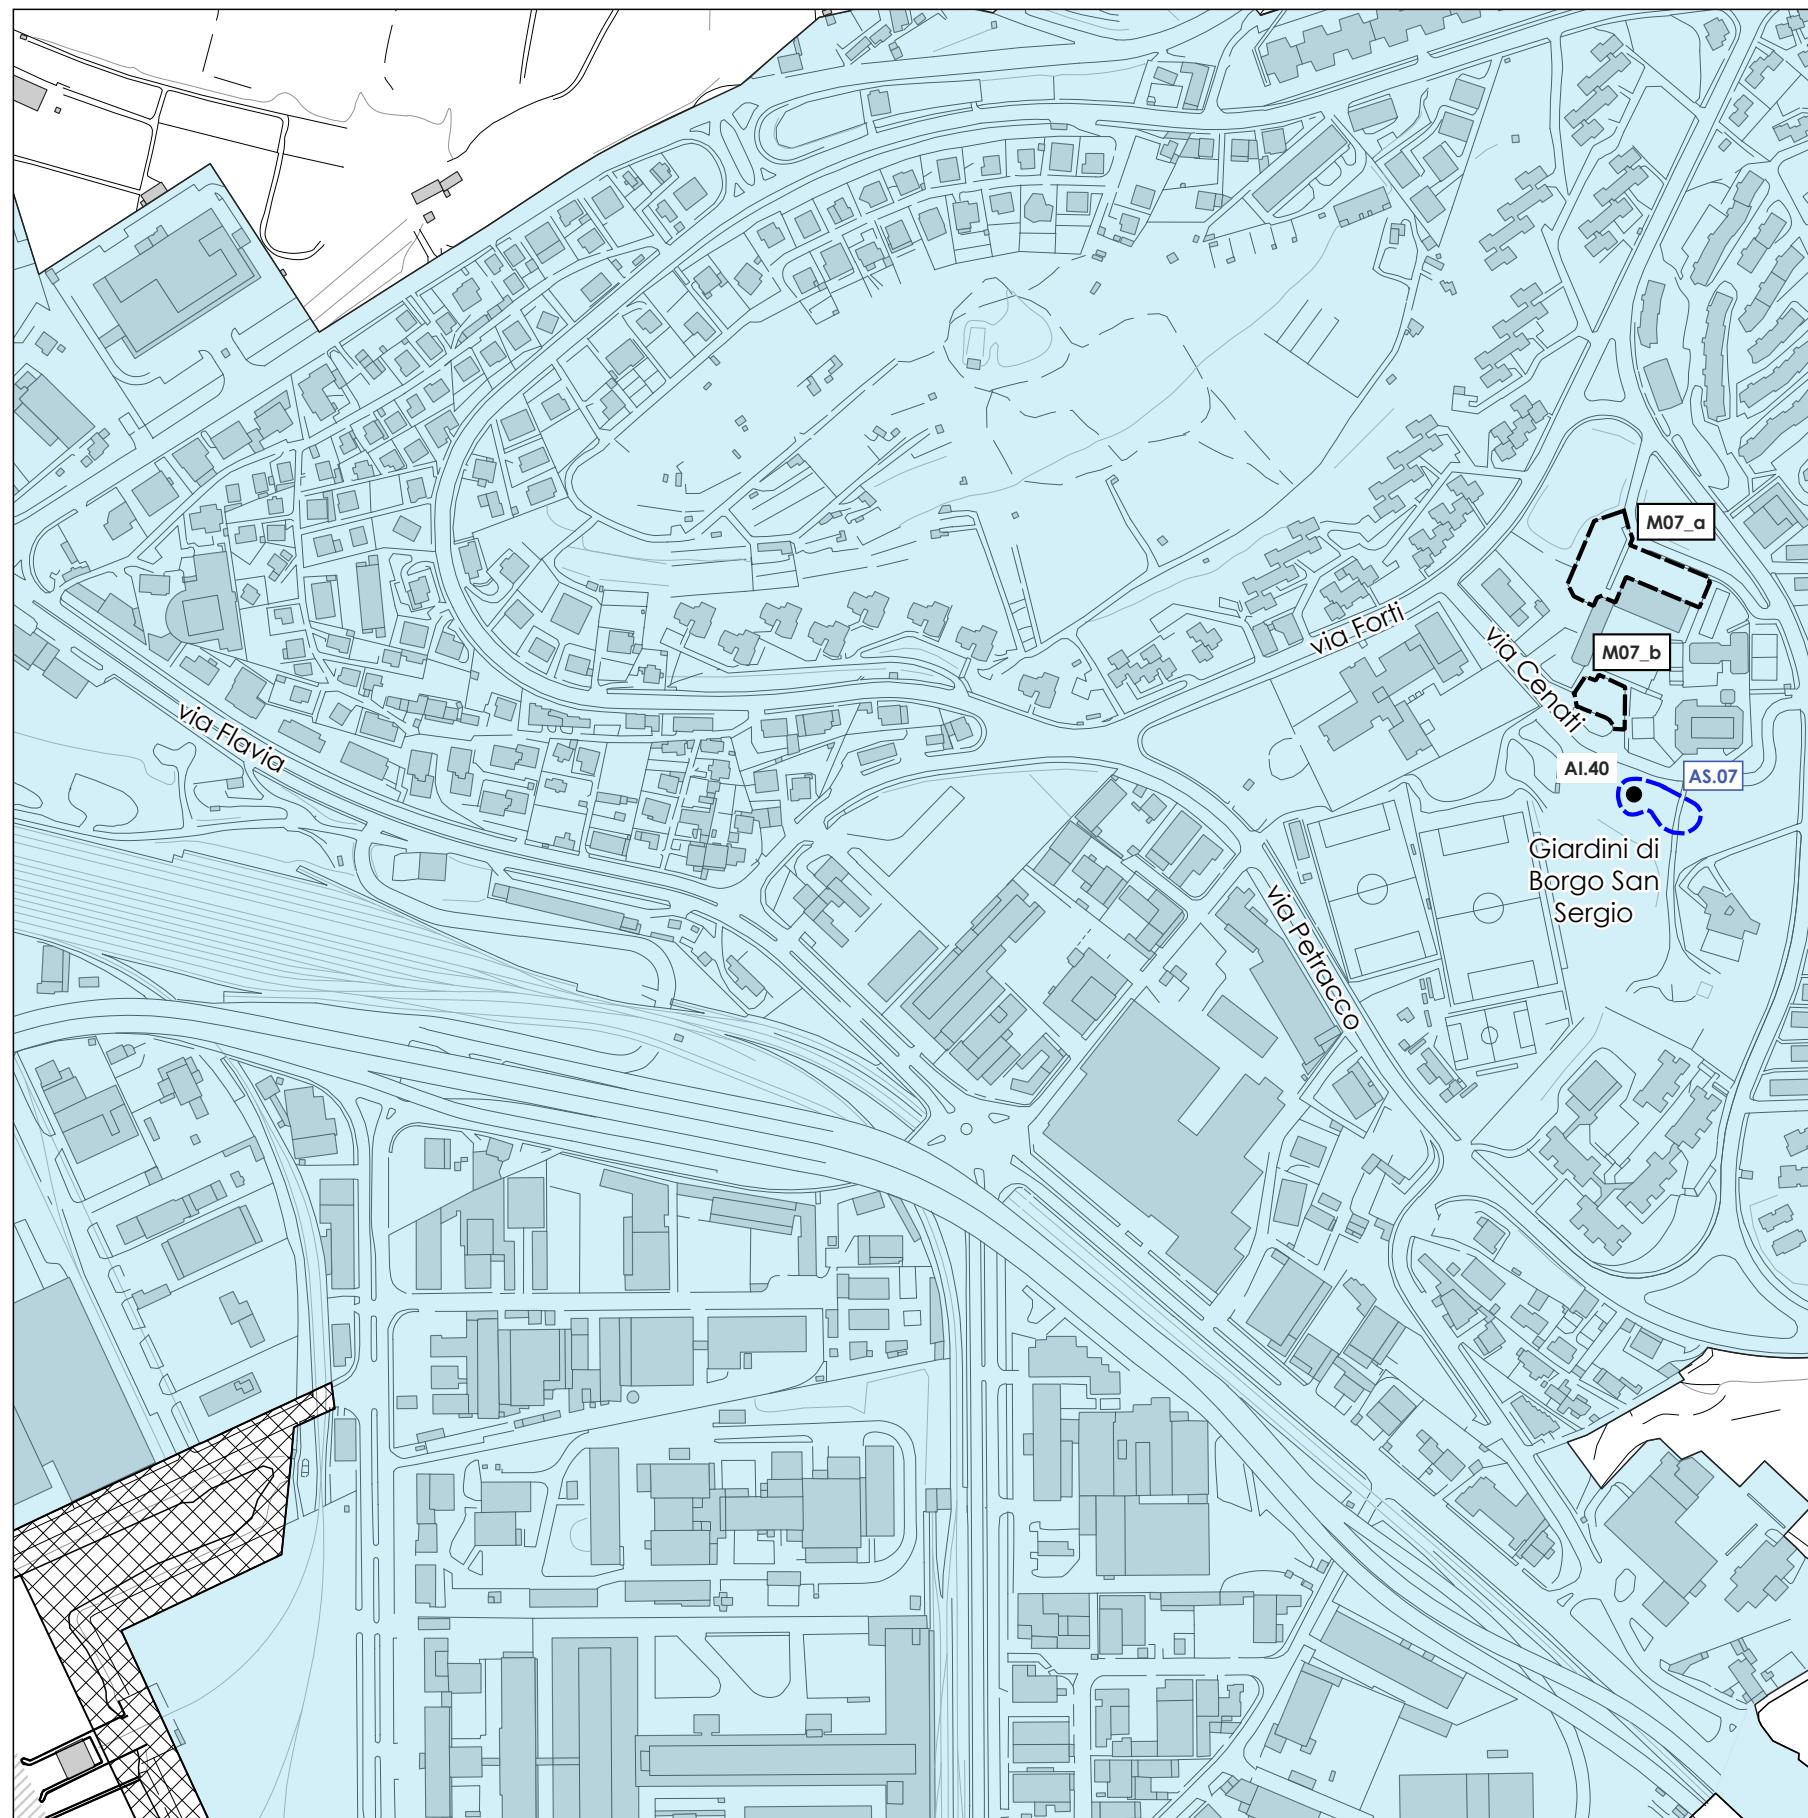 M07_a
via Forti
via Cenati
M07_b
via Flavia
AI.40
AS.07
Giardini di
Borgo San
Sergio
via Petracco